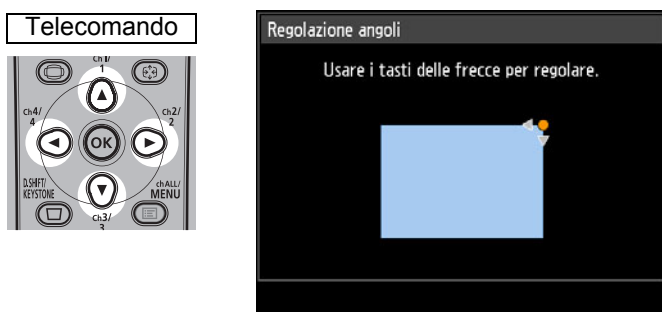 Telecomando
Ch1/
1
Ch4/
4
Ch2/
2
OK
D.SHIFT/
KEYSTONE
chALL/
MENU
Ch3/
3
Regolazione angoli
Usare i tasti delle frecce per regolare.